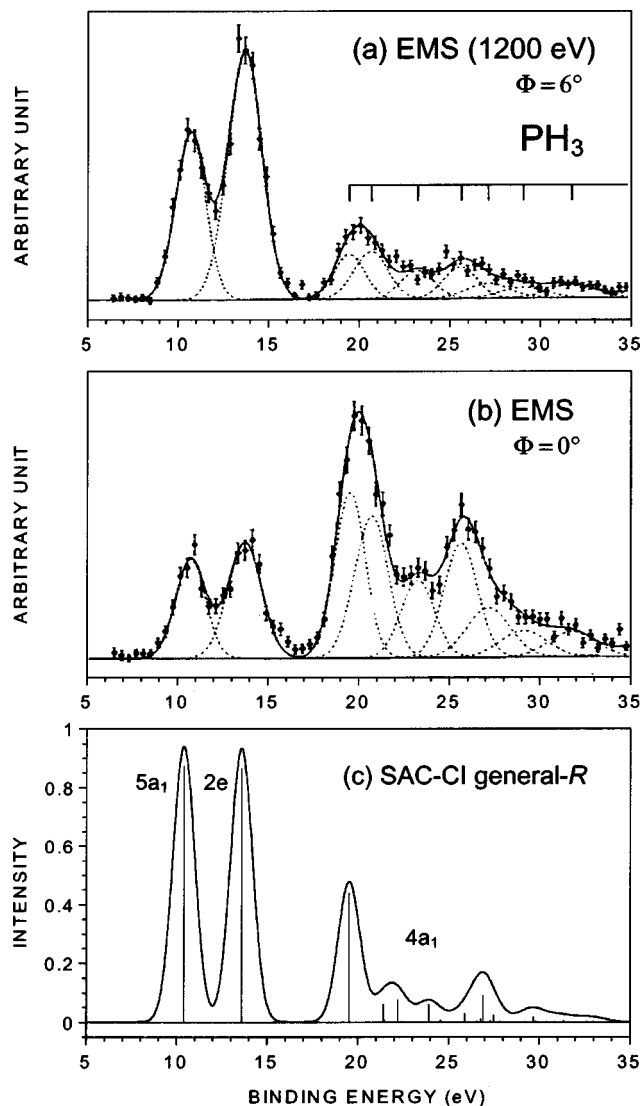 (a) EMS (1200 eV)
Φ = 6°
PH3
ARBITRARY UNIT
5 10 15 20 25 30 35
(b) EMS
Φ = 0°
ARBITRARY UNIT
5 10 15 20 25 30 35
1
0.8
0.6
0.4
0.2
0
INTENSITY
5a1 2e
(c) SAC-CI general-R
4a1
5 10 15 20 25 30 35
BINDING ENERGY (eV)